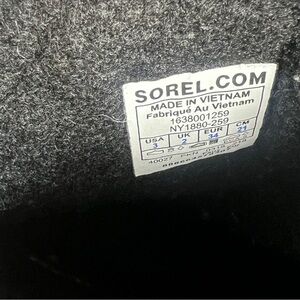 SOREL.COM
MADE IN VIETNAM
Fabriqué Au Vietnam
1638001259
NY1880-259
USA UK EUR CM
3 2 34 21